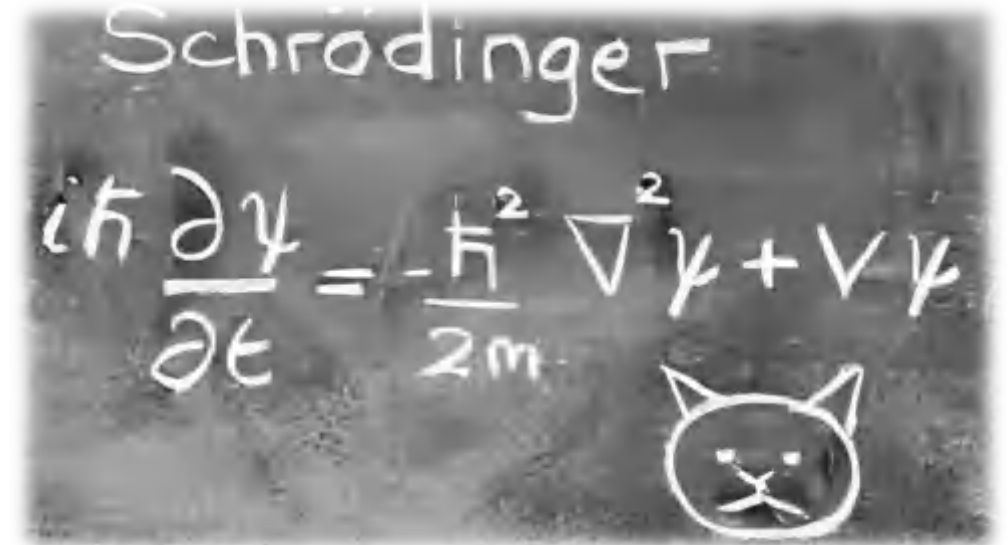 Schrödinger
iħ ∂ψ/∂t = -ħ²/2m ∇²ψ + Vψ